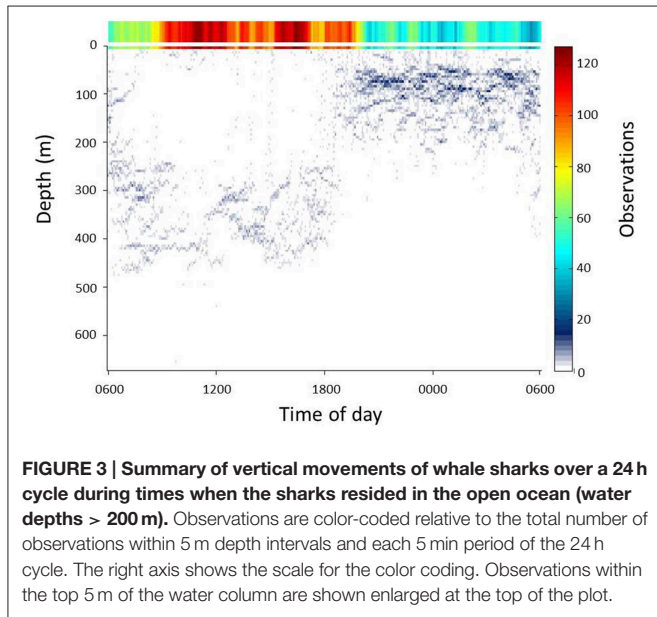 0
100
200
300
400
500
600
Depth (m)
0600
1200
1800
0000
0600
Time of day
120
100
80
60
40
20
0
Observations
FIGURE 3 | Summary of vertical movements of whale sharks over a 24 h
cycle during times when the sharks resided in the open ocean (water
depths > 200 m). Observations are color-coded relative to the total number of
observations within 5 m depth intervals and each 5 min period of the 24 h
cycle. The right axis shows the scale for the color coding. Observations within
the top 5 m of the water column are shown enlarged at the top of the plot.